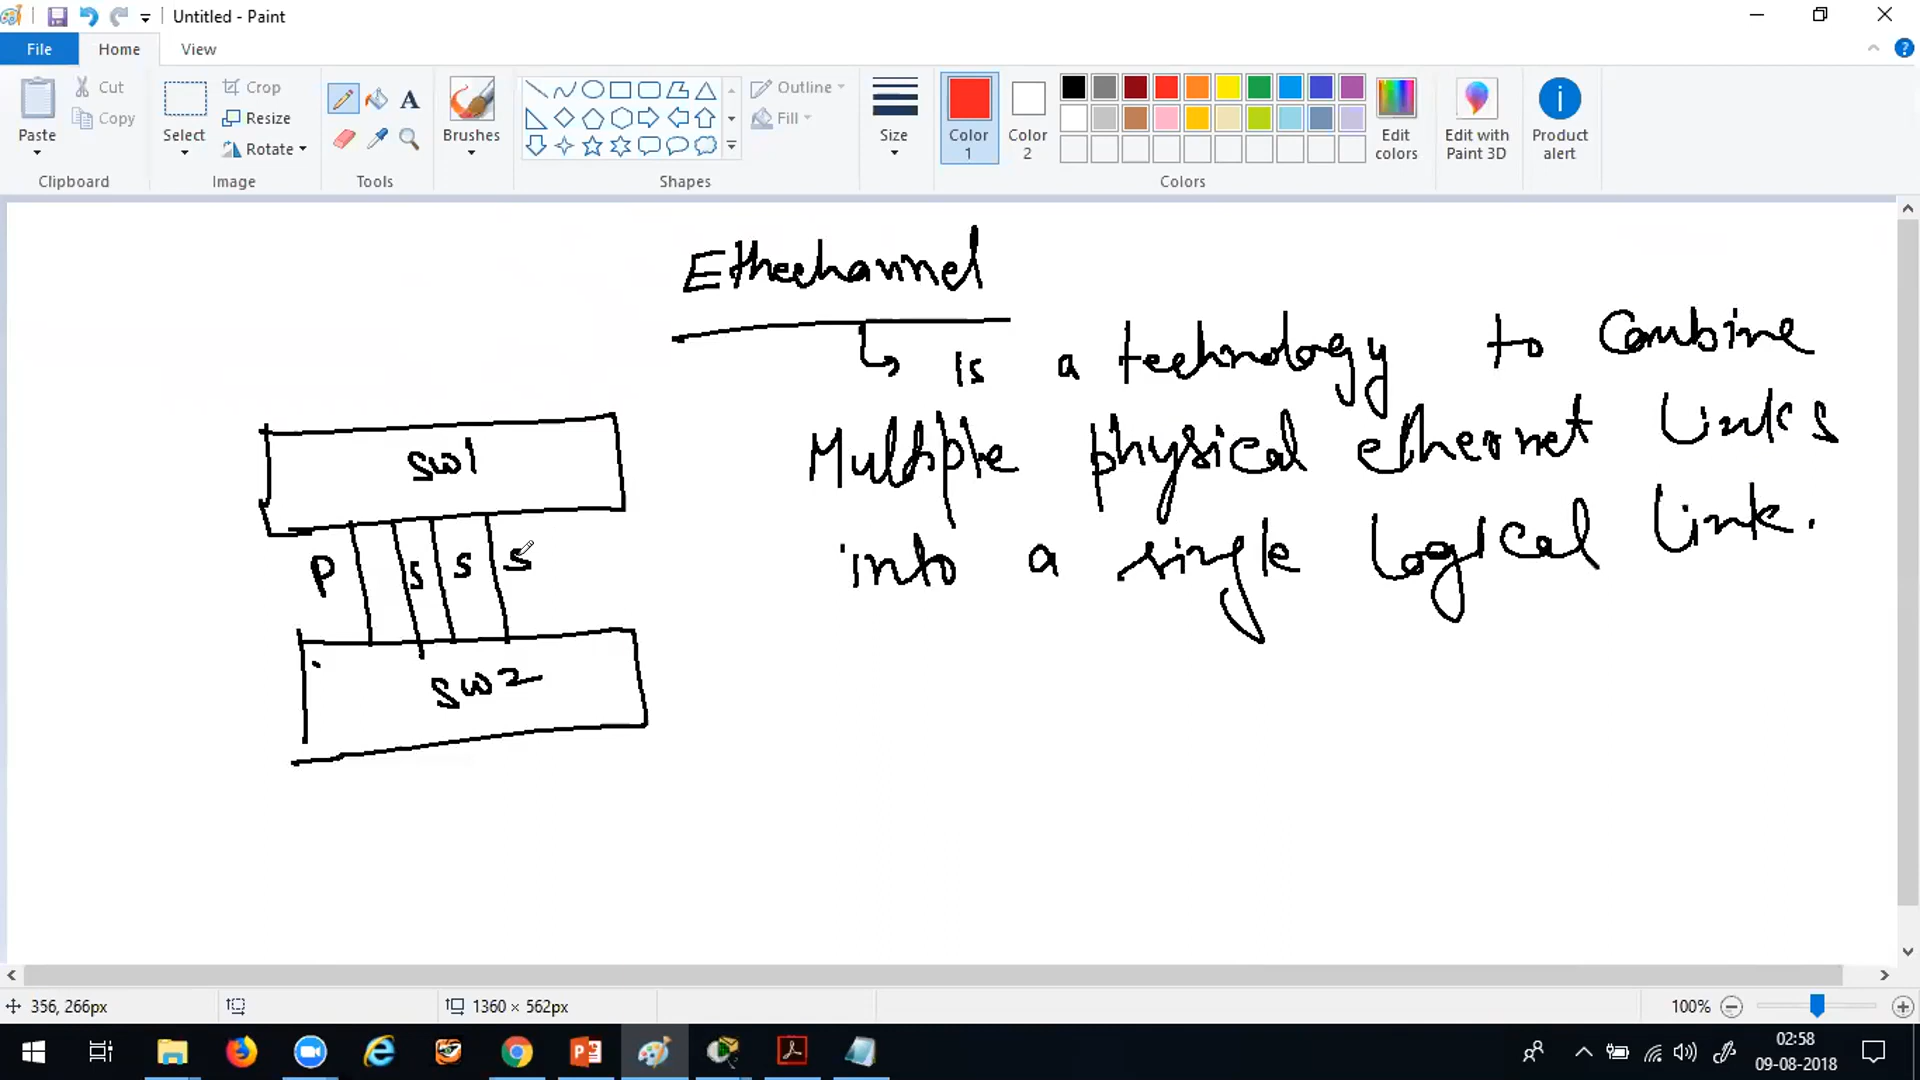 Untitled - Paint
File Home View
Paste
Cut
Copy
Clipboard
Select
Crop
Resize
Rotate
Image
Tools
Brushes
Shapes
Outline
Fill
Size
Color 1
Color 2
Edit colors
Edit with Paint 3D
Product alert
Colors
Etherchannel
Is a technology to Combine
Multiple physical ethernet Links
into a single Logical Link.
SW1
P S S S
SW2
356, 266px
1360 × 562px
100%
02:58
09-08-2018